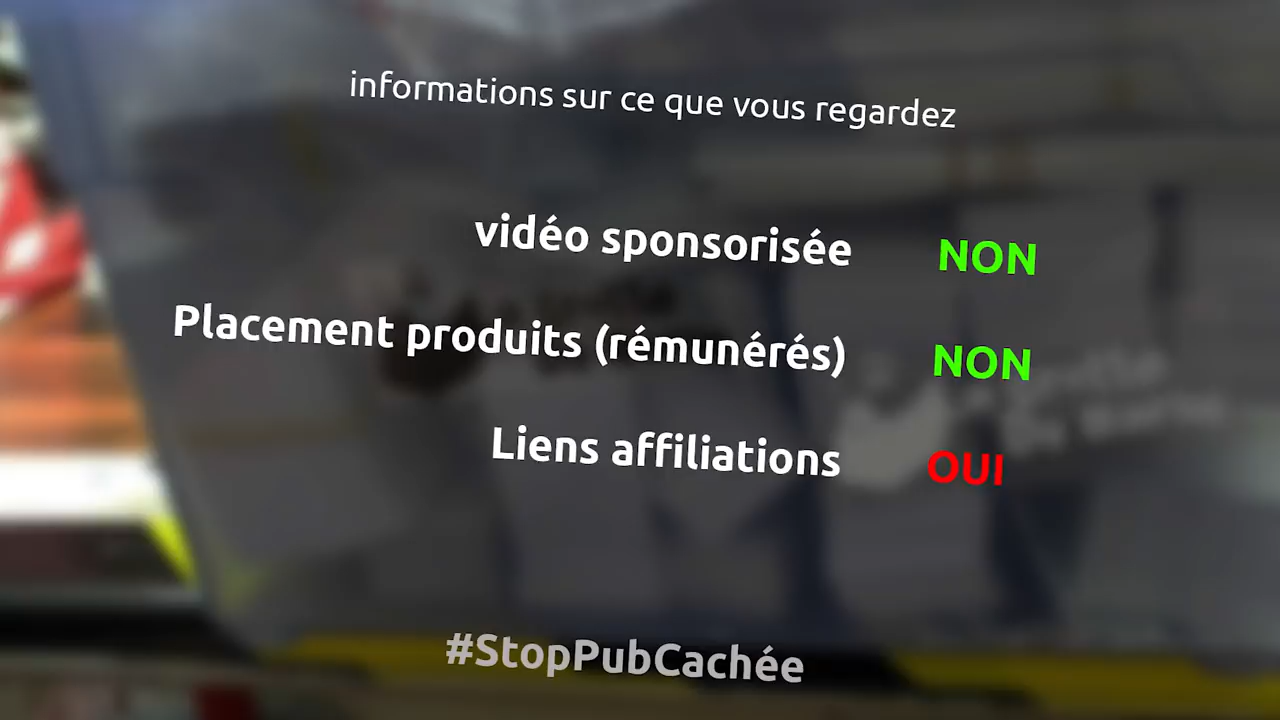 informations sur ce que vous regardez
vidéo sponsorisée NON
Placement produits (rémunérés) NON
Liens affiliations OUI
#StopPubCachée